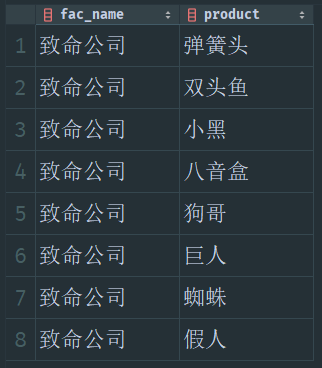 fac_name product
1 致命公司 弹簧头
2 致命公司 双头鱼
3 致命公司 小黑
4 致命公司 八音盒
5 致命公司 狗哥
6 致命公司 巨人
7 致命公司 蜘蛛
8 致命公司 假人